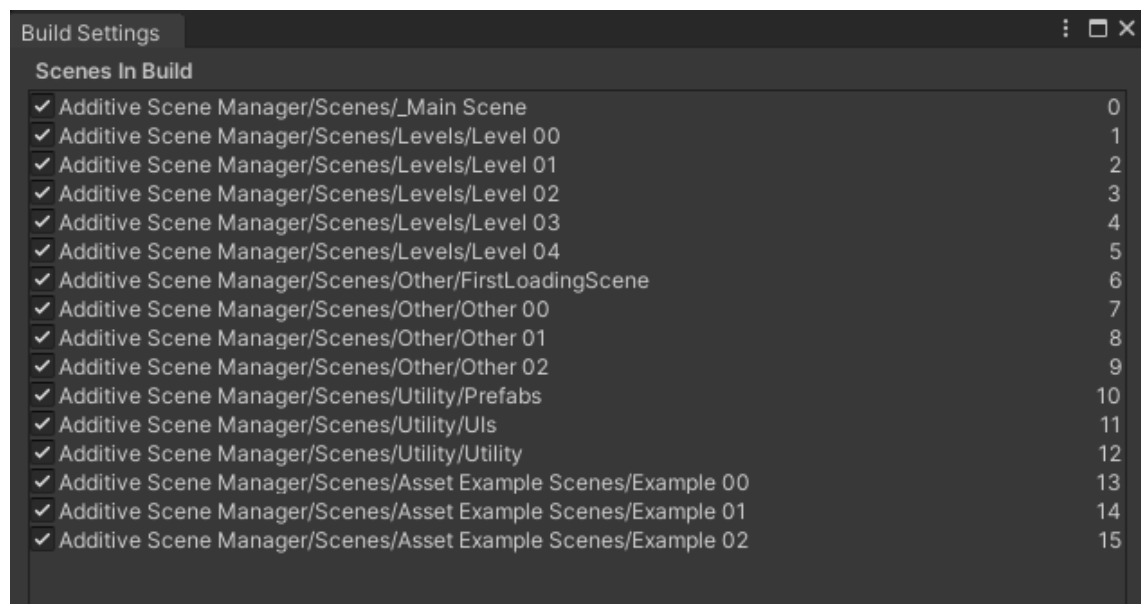 Build Settings
Scenes In Build
Additive Scene Manager/Scenes/_Main Scene 0
Additive Scene Manager/Scenes/Levels/Level 00 1
Additive Scene Manager/Scenes/Levels/Level 01 2
Additive Scene Manager/Scenes/Levels/Level 02 3
Additive Scene Manager/Scenes/Levels/Level 03 4
Additive Scene Manager/Scenes/Levels/Level 04 5
Additive Scene Manager/Scenes/Other/FirstLoadingScene 6
Additive Scene Manager/Scenes/Other/Other 00 7
Additive Scene Manager/Scenes/Other/Other 01 8
Additive Scene Manager/Scenes/Other/Other 02 9
Additive Scene Manager/Scenes/Utility/Prefabs 10
Additive Scene Manager/Scenes/Utility/UIs 11
Additive Scene Manager/Scenes/Utility/Utility 12
Additive Scene Manager/Scenes/Asset Example Scenes/Example 00 13
Additive Scene Manager/Scenes/Asset Example Scenes/Example 01 14
Additive Scene Manager/Scenes/Asset Example Scenes/Example 02 15